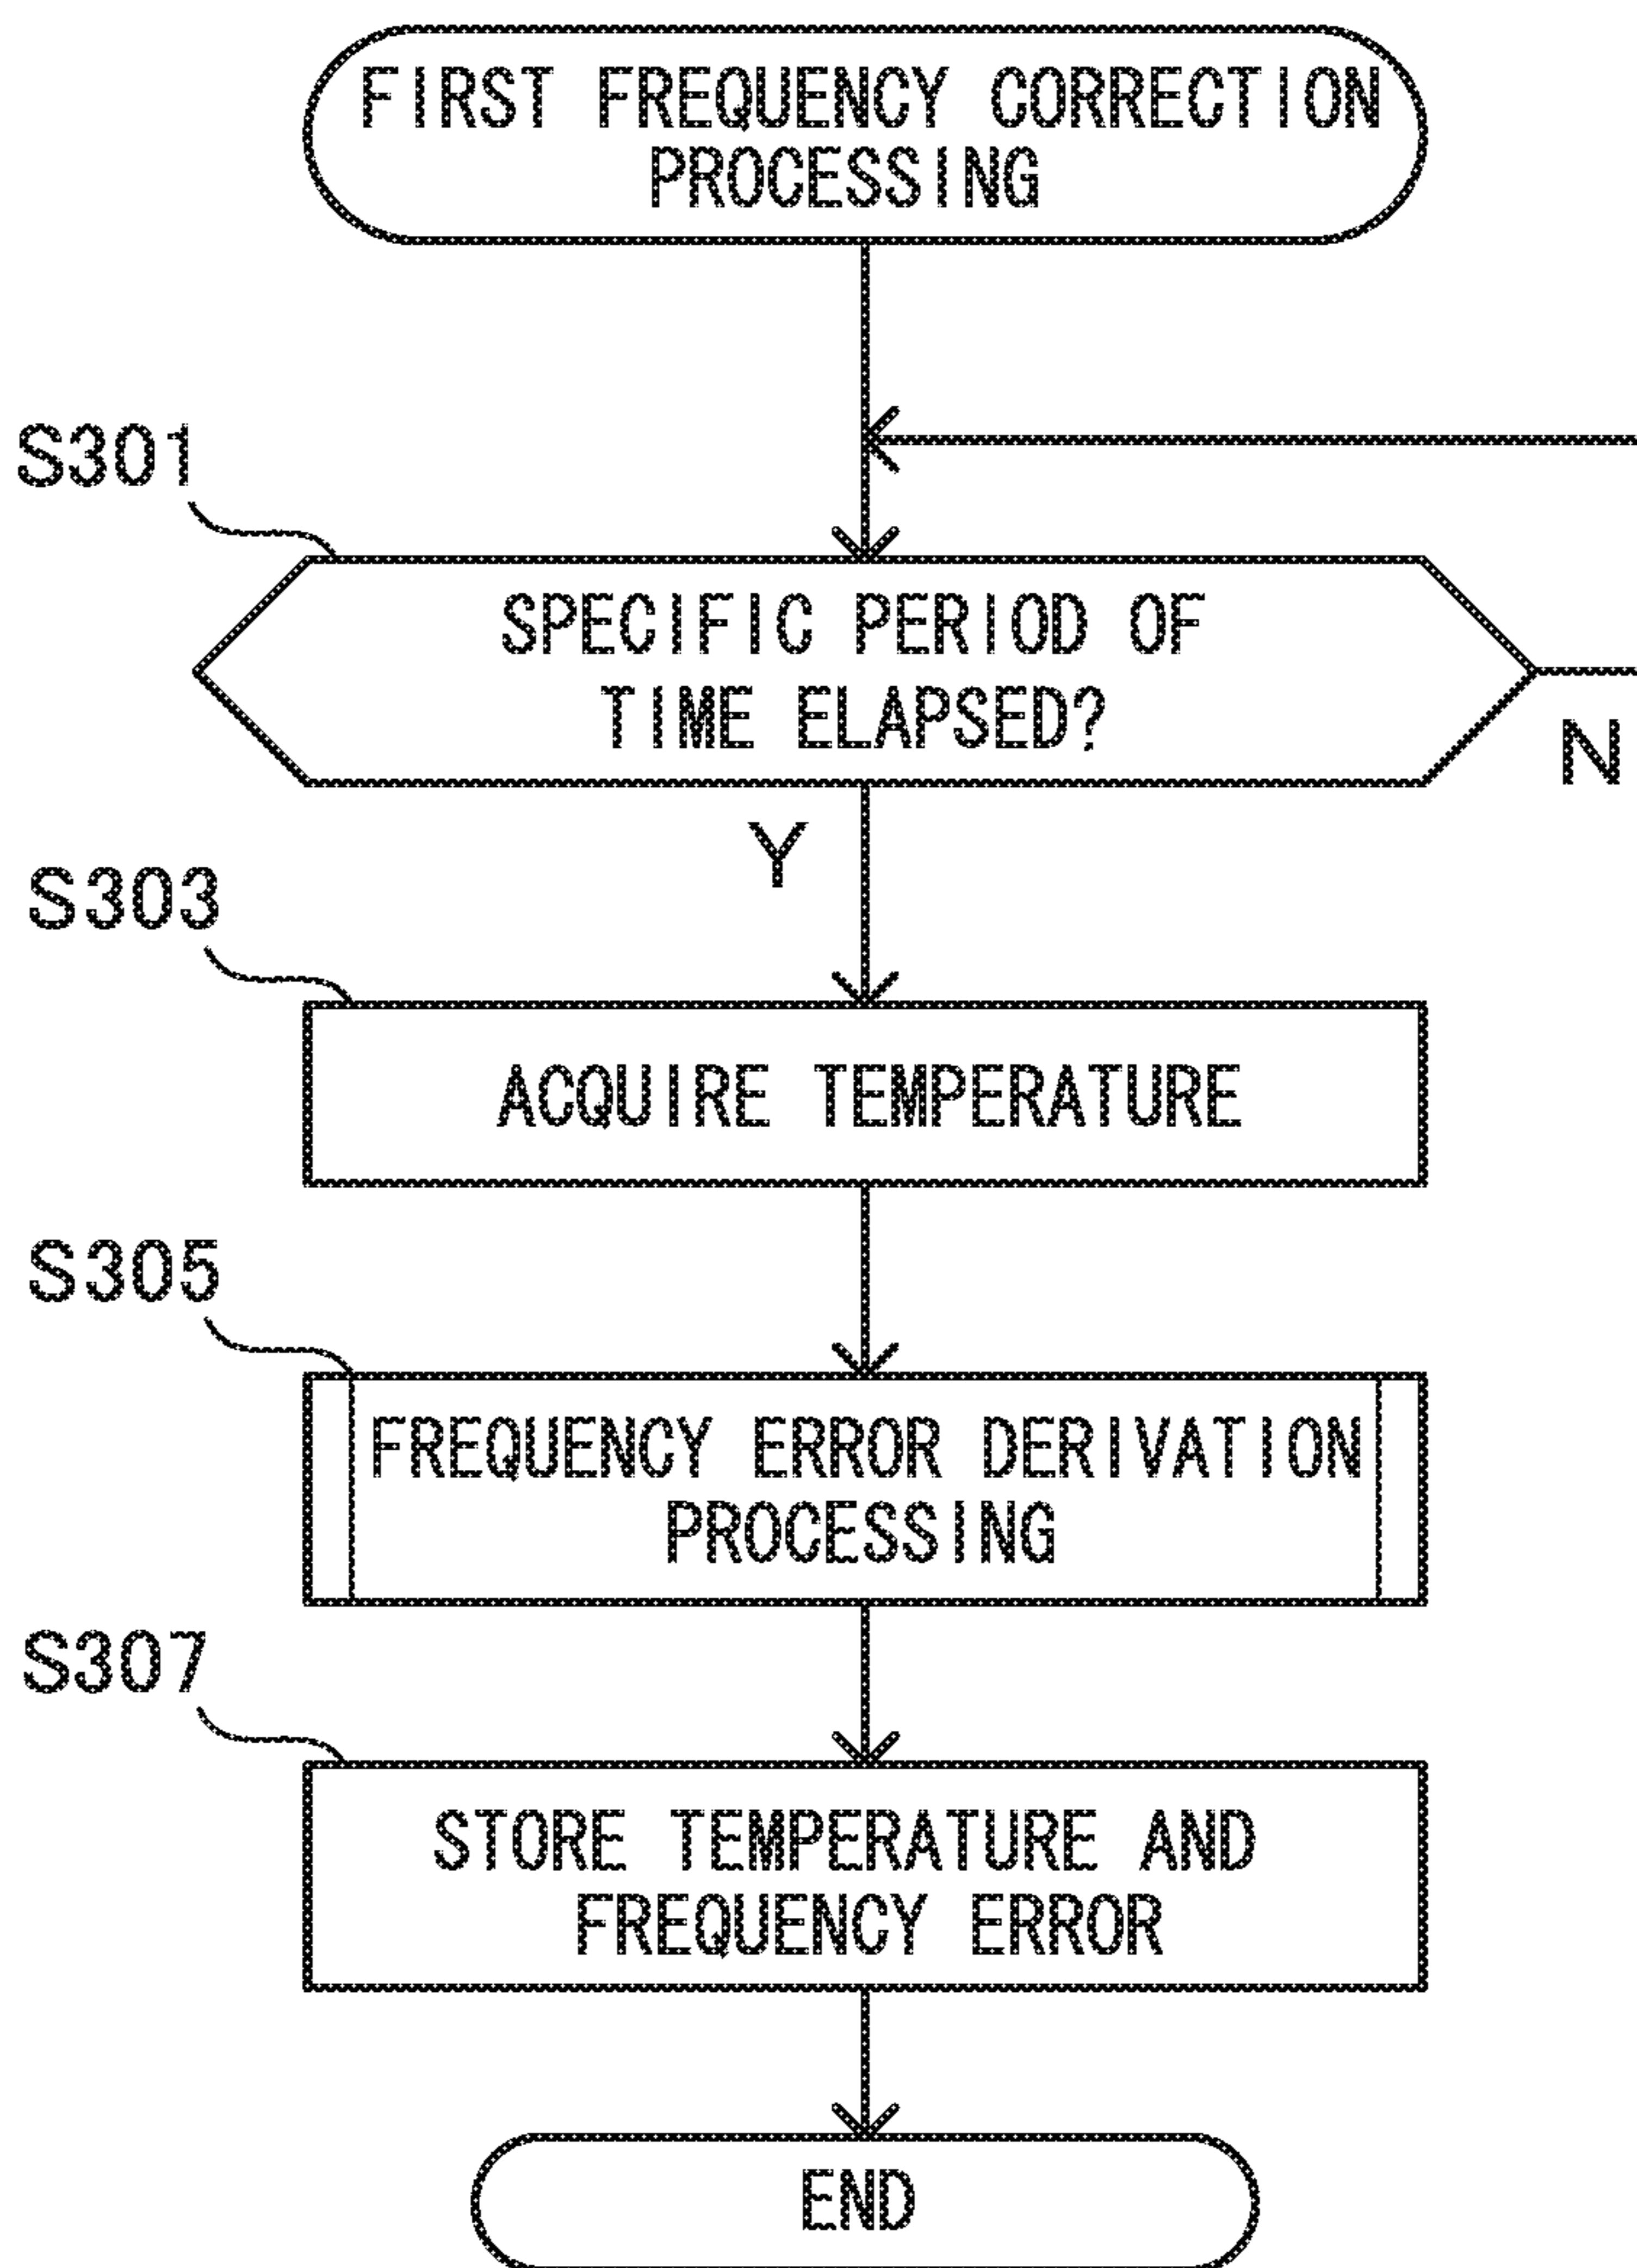 FIRST FREQUENCY CORRECTION
PROCESSING
S301
SPECIFIC PERIOD OF
TIME ELAPSED?
N
Y
S303
ACQUIRE TEMPERATURE
S305
FREQUENCY ERROR DERIVATION
PROCESSING
S307
STORE TEMPERATURE AND
FREQUENCY ERROR
END